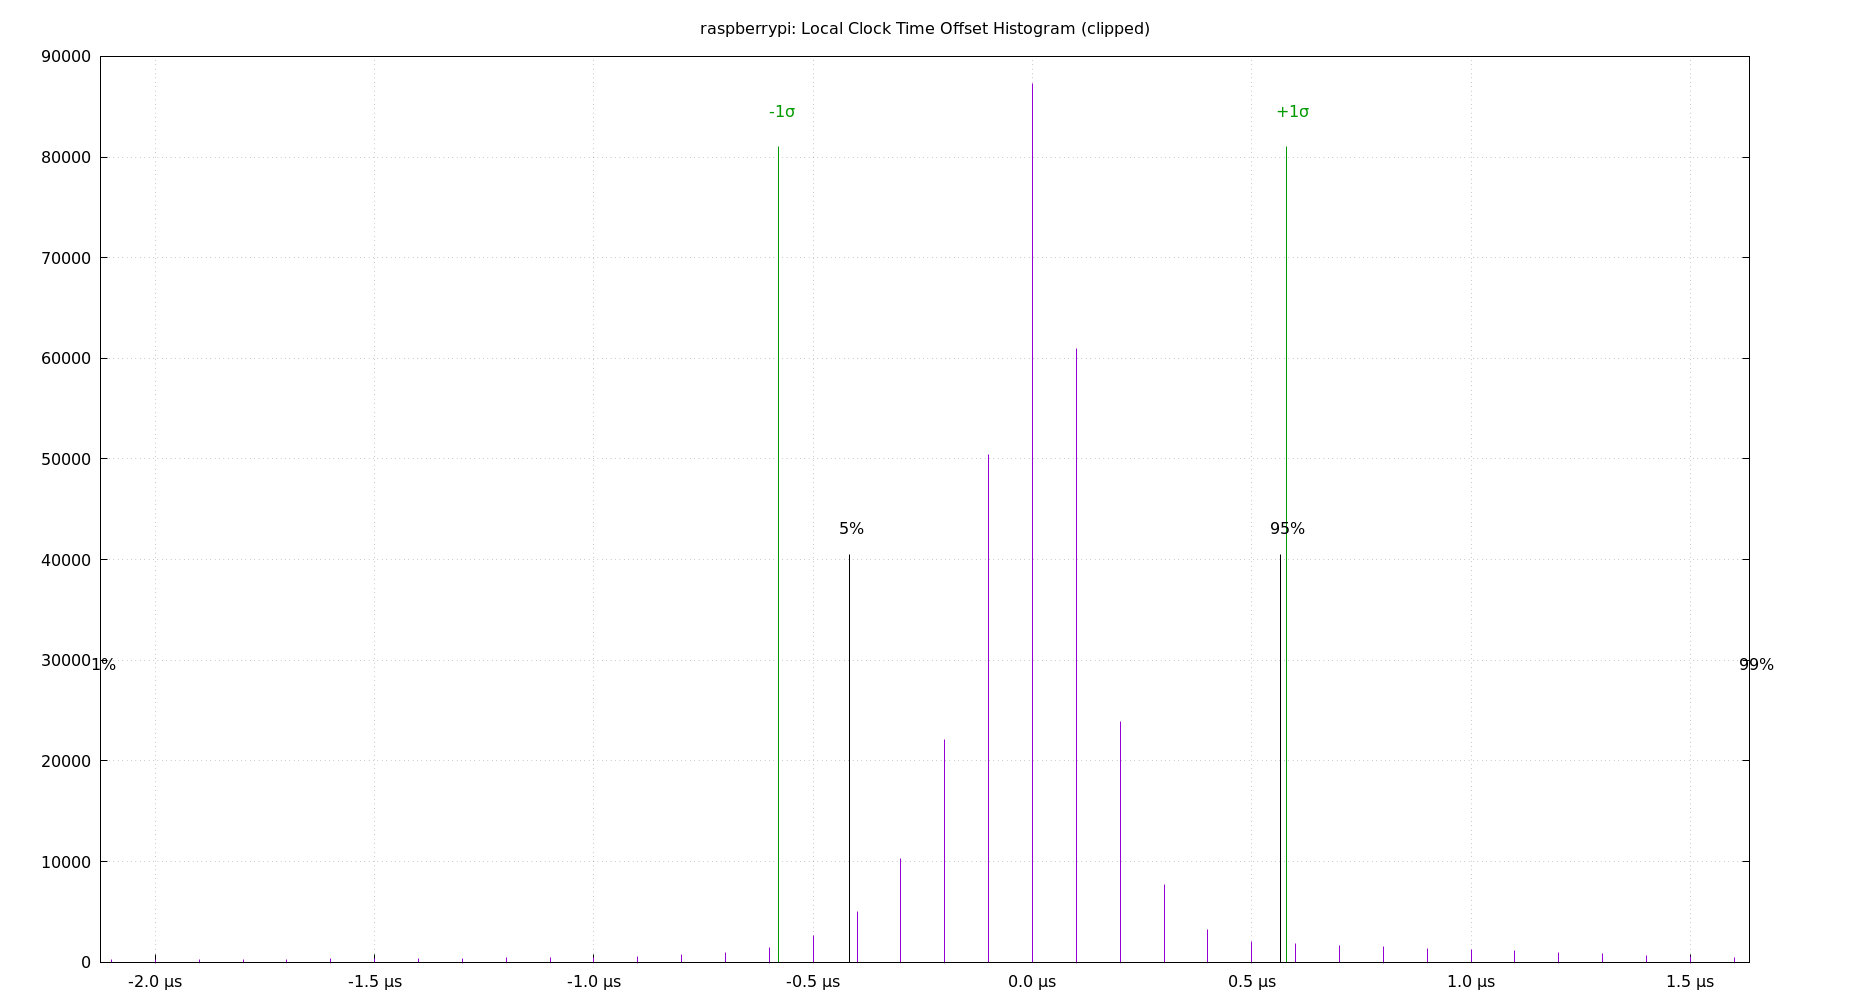 raspberrypi: Local Clock Time Offset Histogram (clipped)
90000
-1σ +1σ
80000
70000
60000
50000
5% 95%
40000
30000 1% 99%
20000
10000
0
-2.0 µs -1.5 µs -1.0 µs -0.5 µs 0.0 µs 0.5 µs 1.0 µs 1.5 µs